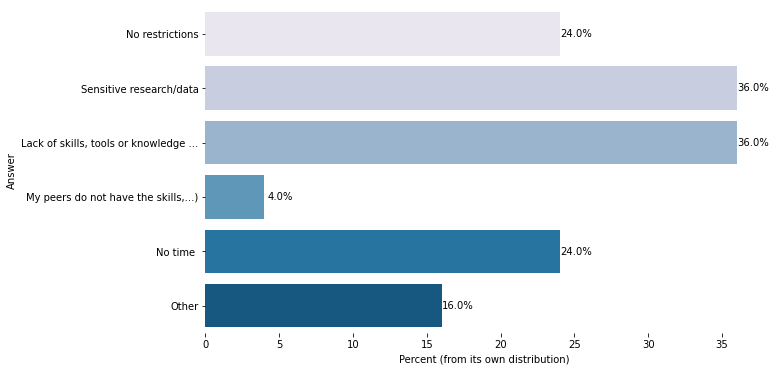 No restrictions
24.0%
Sensitive research/data
36.0%
Lack of skills, tools or knowledge ...
36.0%
My peers do not have the skills,...)
4.0%
No time
24.0%
Other
16.0%
Answer
0 5 10 15 20 25 30 35
Percent (from its own distribution)